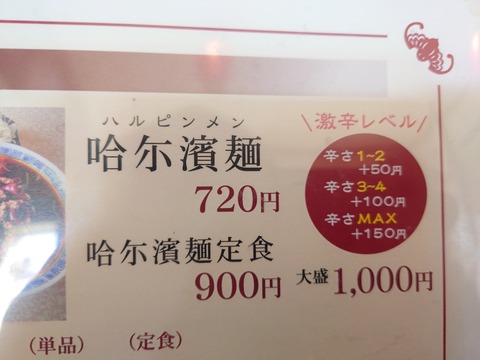 ハルピンメン
哈尔濱麺
720円
哈尔濱麺定食
900円 大盛1,000円
\激辛レベル/
辛さ1~2
+50円
辛さ3~4
+100円
辛さMAX
+150円
(単品) (定食)